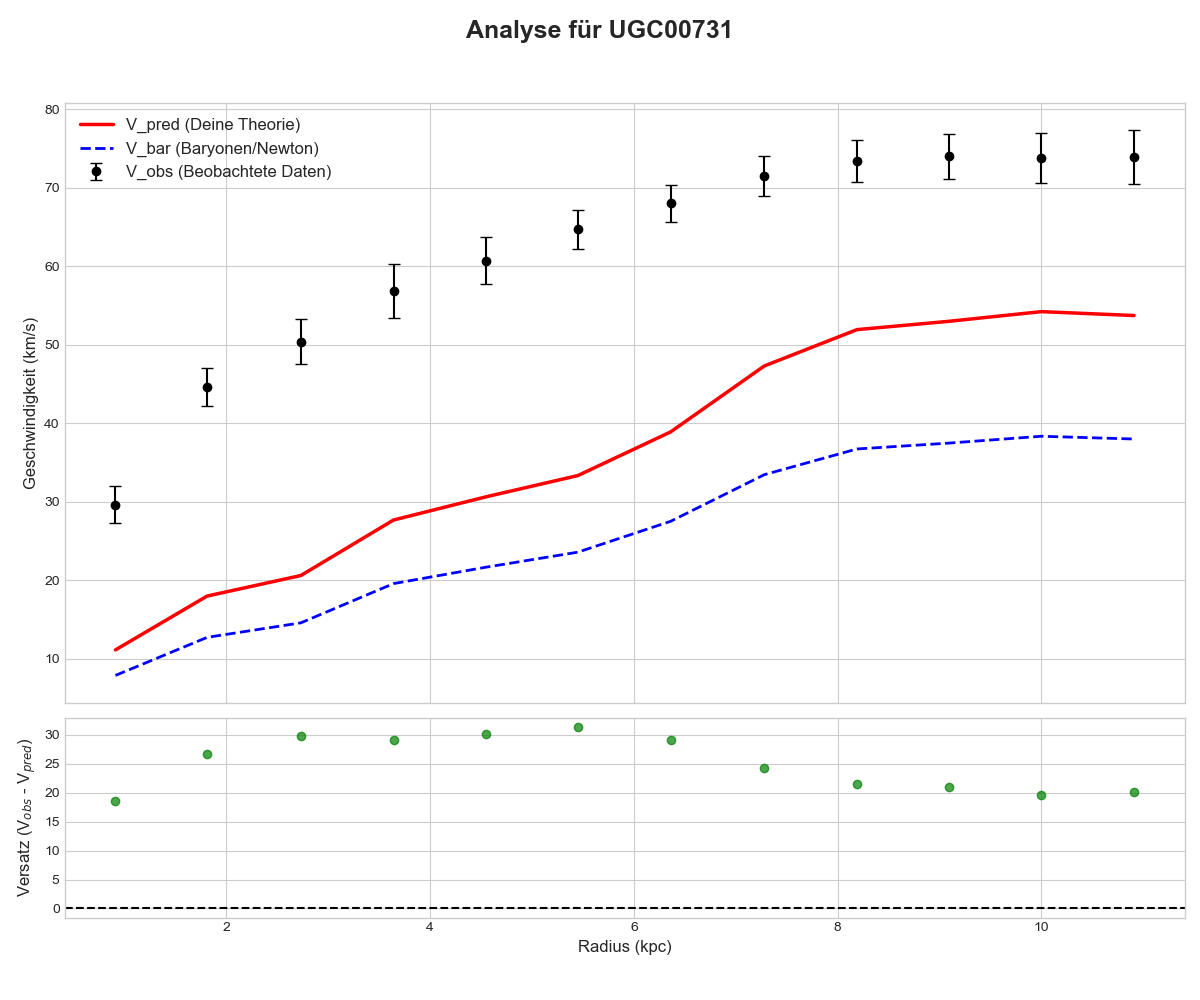 Analyse für UGC00731
V_pred (Deine Theorie)
V_bar (Baryonen/Newton)
V_obs (Beobachtete Daten)
Geschwindigkeit (km/s)
80
70
60
50
40
30
20
10
Versatz (V_obs - V_pred)
30
25
20
15
10
5
0
2
4
6
8
10
Radius (kpc)